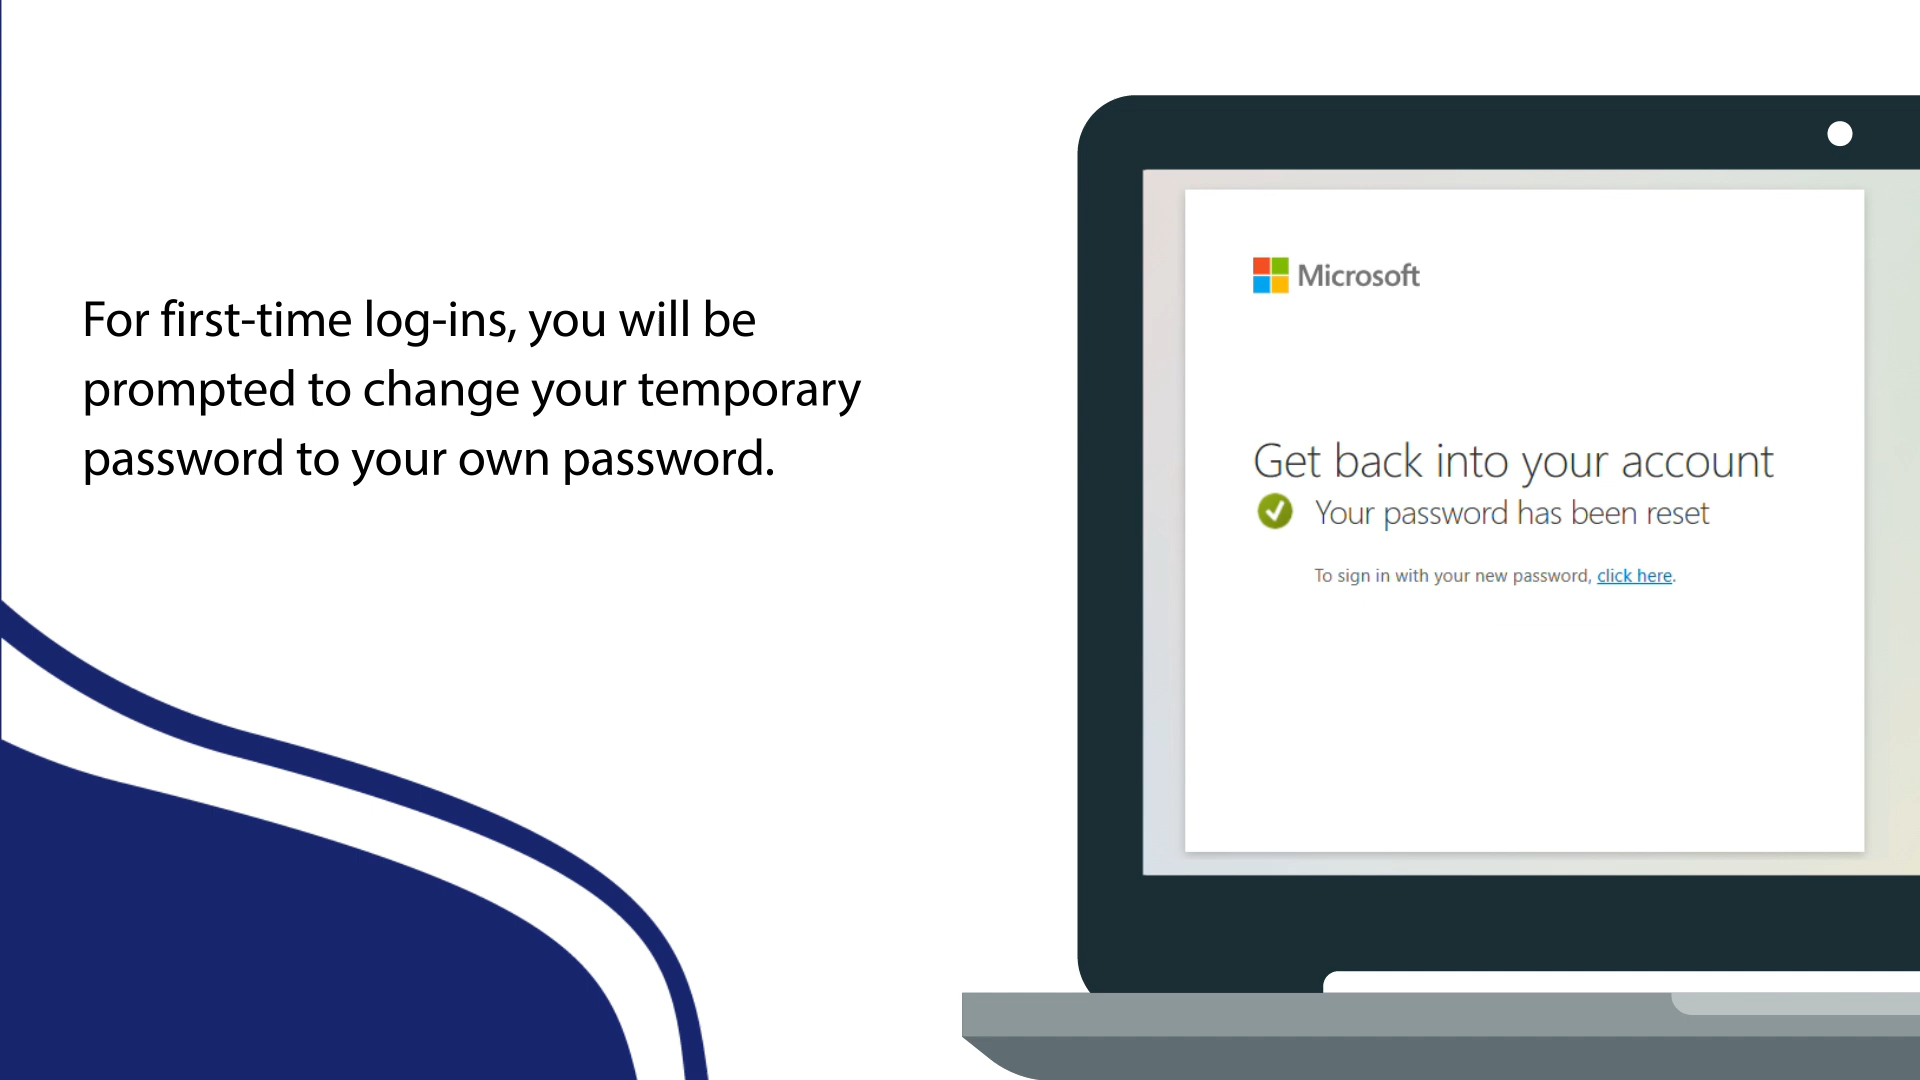 For first-time log-ins, you will be
prompted to change your temporary
password to your own password.
Microsoft
Get back into your account
Your password has been reset
To sign in with your new password, click here.